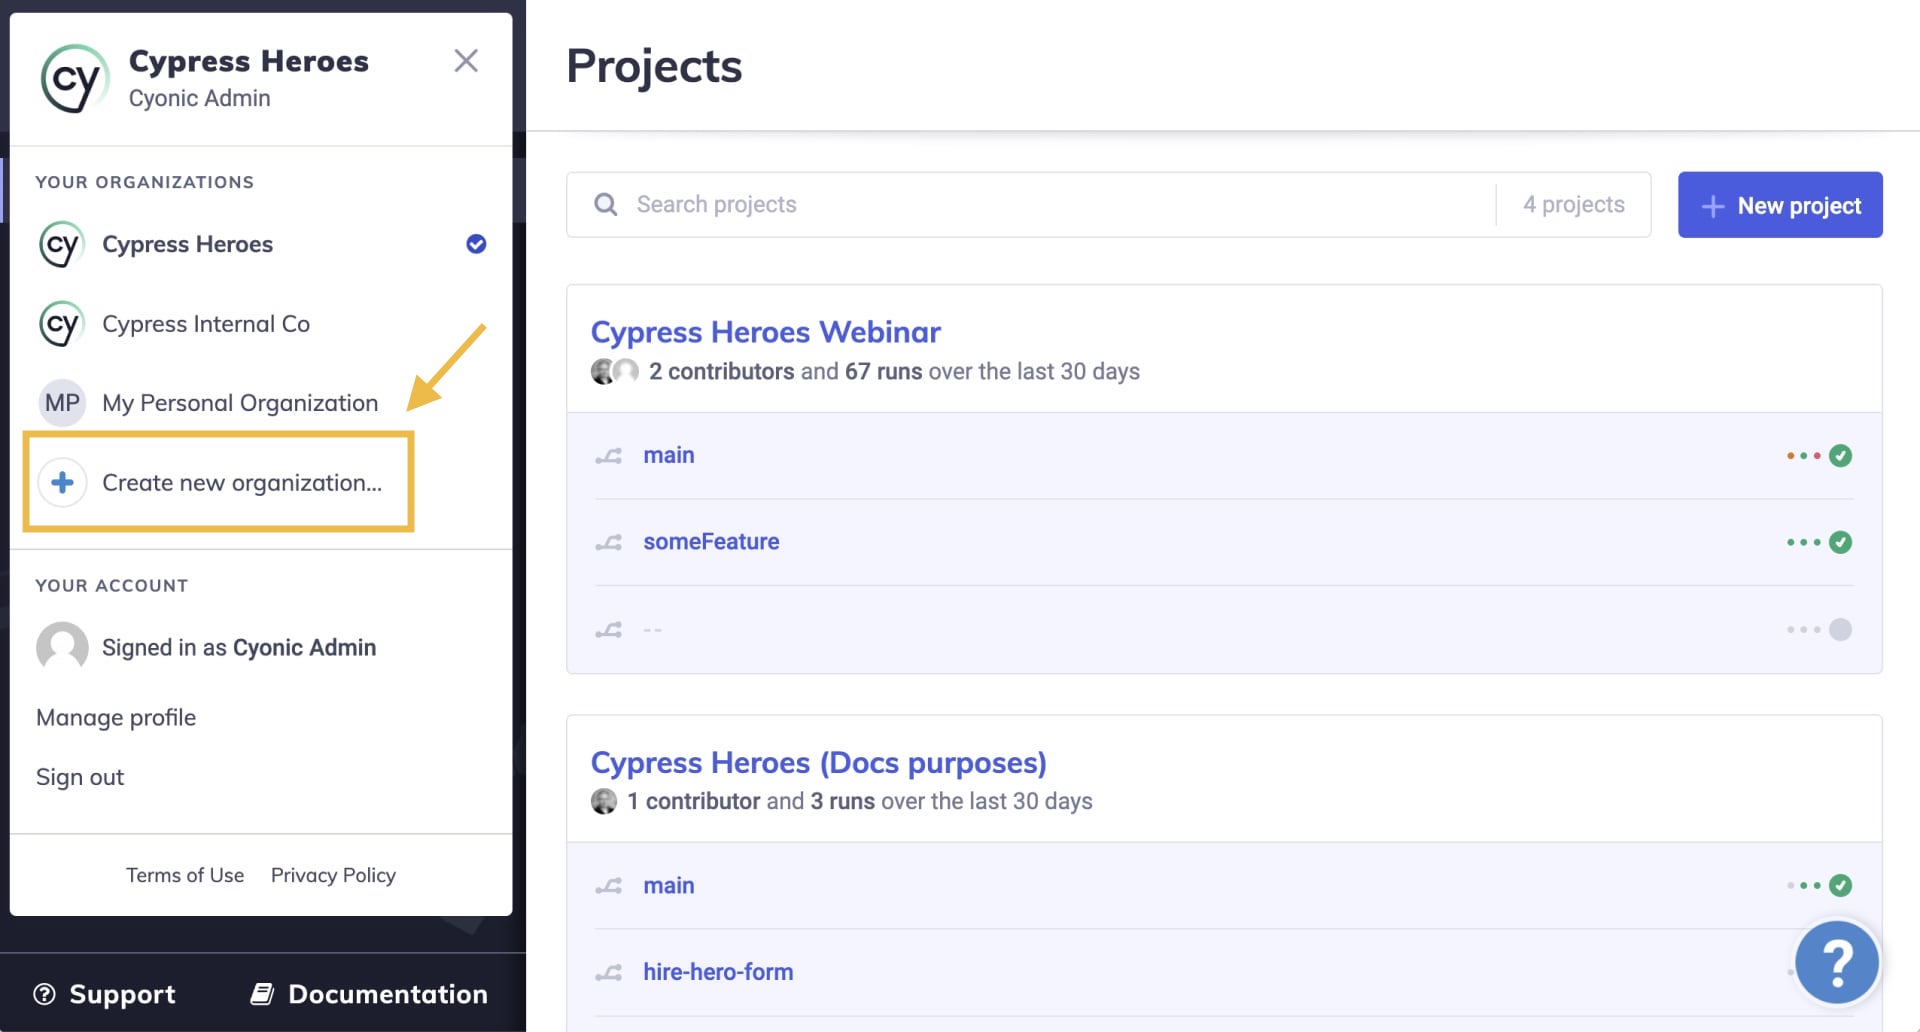 cy
Cypress Heroes
Cyonic Admin
YOUR ORGANIZATIONS
cy Cypress Heroes
cy Cypress Internal Co
MP My Personal Organization
Create new organization...
YOUR ACCOUNT
Signed in as Cyonic Admin
Manage profile
Sign out
Terms of Use Privacy Policy
Support Documentation
Projects
Search projects 4 projects
New project
Cypress Heroes Webinar
2 contributors and 67 runs over the last 30 days
main
someFeature
--
Cypress Heroes (Docs purposes)
1 contributor and 3 runs over the last 30 days
main
hire-hero-form
?